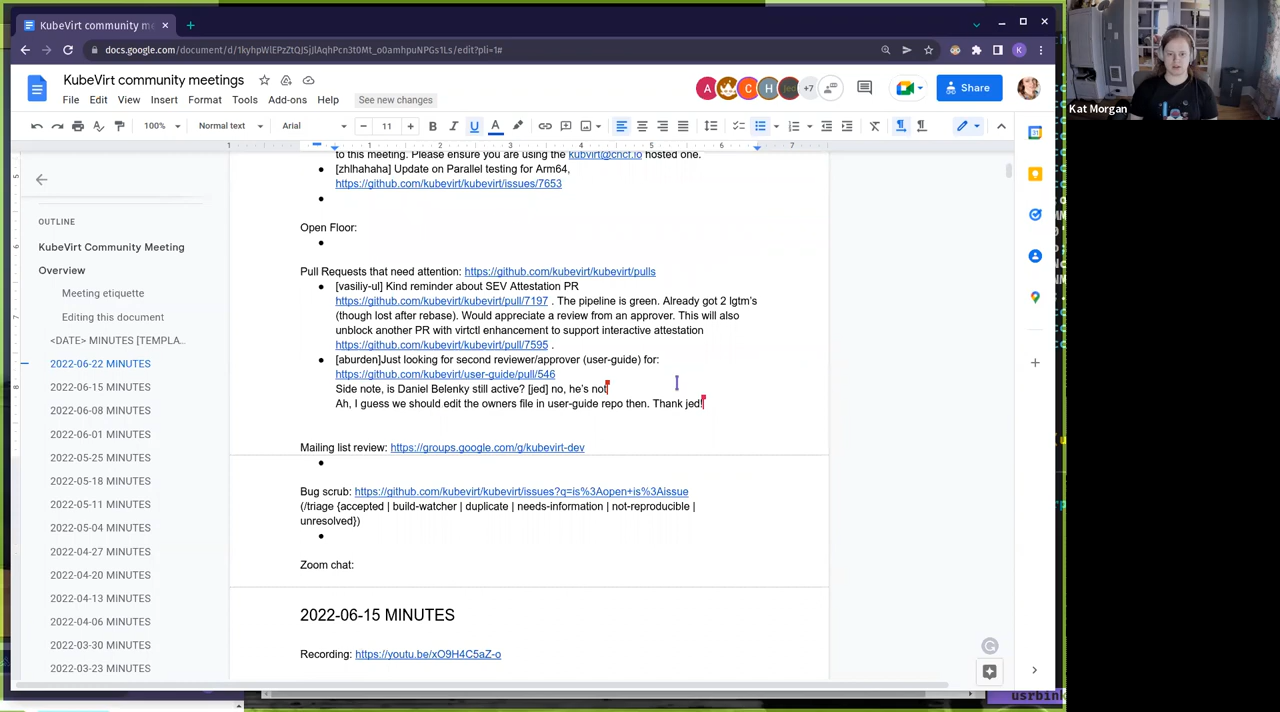 KubeVirt community me
docs.google.com/document/d/1kyhpWlEPzZtQJSjJlAqhPcn3t0Mt_o0amhpuNPGs1Ls/edit?pli=1#
K
KubeVirt community meetings
File Edit View Insert Format Tools Add-ons Help See new changes
A C H jed +7
Share
Kat Morgan
100% Normal text Arial 11
B I U A
1 1 2 3 4 5 6 7
to this meeting. Please ensure you are using the kubvirt@cncf.io hosted one.
[zhlhahaha] Update on Parallel testing for Arm64,
https://github.com/kubevirt/kubevirt/issues/7653
Open Floor:
Pull Requests that need attention: https://github.com/kubevirt/kubevirt/pulls
[vasiliy-ul] Kind reminder about SEV Attestation PR
https://github.com/kubevirt/kubevirt/pull/7197 . The pipeline is green. Already got 2 lgtm's
(though lost after rebase). Would appreciate a review from an approver. This will also
unblock another PR with virtctl enhancement to support interactive attestation
https://github.com/kubevirt/kubevirt/pull/7595 .
[aburden]Just looking for second reviewer/approver (user-guide) for:
https://github.com/kubevirt/user-guide/pull/546
Side note, is Daniel Belenky still active? [jed] no, he's not
Ah, I guess we should edit the owners file in user-guide repo then. Thank jed!
Mailing list review: https://groups.google.com/g/kubevirt-dev
Bug scrub: https://github.com/kubevirt/kubevirt/issues?q=is%3Aopen+is%3Aissue
(/triage {accepted | build-watcher | duplicate | needs-information | not-reproducible |
unresolved})
Zoom chat:
2022-06-15 MINUTES
Recording: https://youtu.be/xO9H4C5aZ-o
OUTLINE
KubeVirt Community Meeting
Overview
Meeting etiquette
Editing this document
<DATE> MINUTES [TEMPLA...
2022-06-22 MINUTES
2022-06-15 MINUTES
2022-06-08 MINUTES
2022-06-01 MINUTES
2022-05-25 MINUTES
2022-05-18 MINUTES
2022-05-11 MINUTES
2022-05-04 MINUTES
2022-04-27 MINUTES
2022-04-20 MINUTES
2022-04-13 MINUTES
2022-04-06 MINUTES
2022-03-30 MINUTES
2022-03-23 MINUTES
usrbink